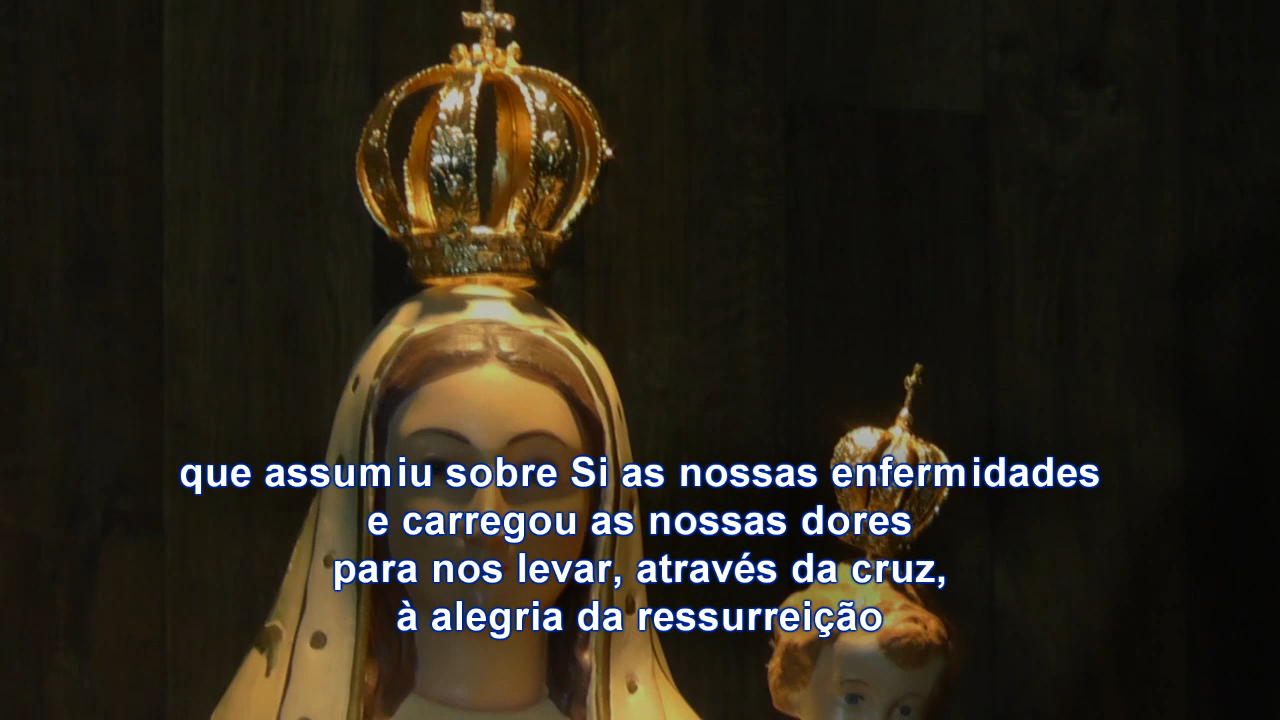 que assumiu sobre Si as nossas enfermidades
e carregou as nossas dores
para nos levar, através da cruz,
à alegria da ressurreição